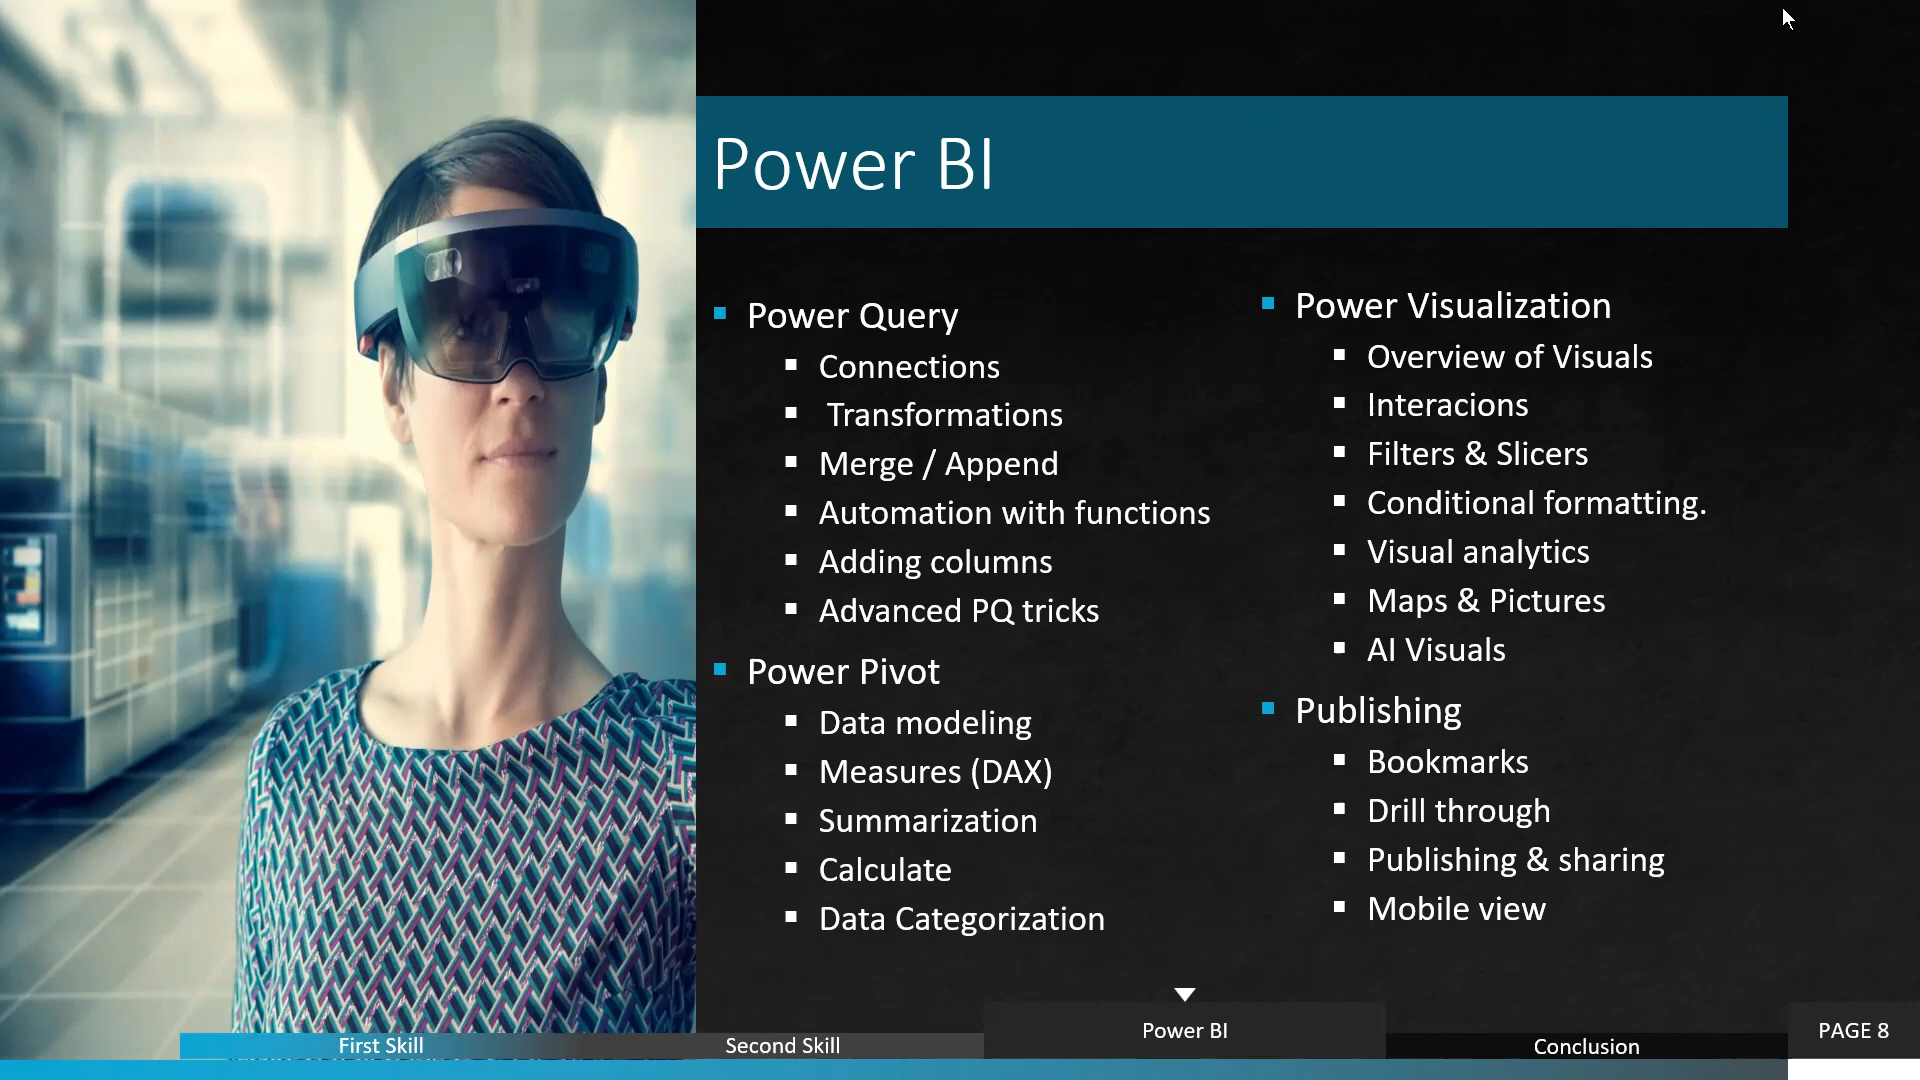 Power BI
Power Query
Connections
Transformations
Merge / Append
Automation with functions
Adding columns
Advanced PQ tricks
Power Pivot
Data modeling
Measures (DAX)
Summarization
Calculate
Data Categorization
Power Visualization
Overview of Visuals
Interacions
Filters & Slicers
Conditional formatting.
Visual analytics
Maps & Pictures
AI Visuals
Publishing
Bookmarks
Drill through
Publishing & sharing
Mobile view
First Skill
Second Skill
Power BI
Conclusion
PAGE 8